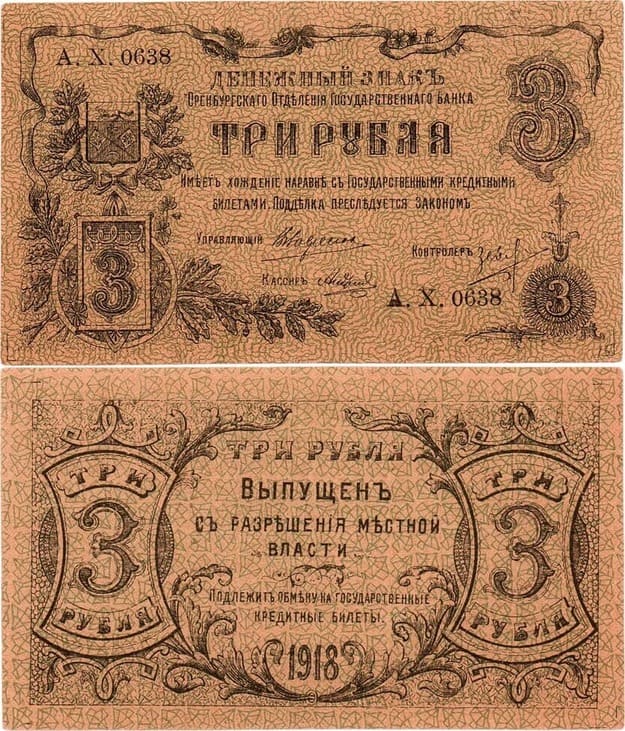 А. Х. 0638
ДЕНЕЖНЫЙ ЗНАКЪ
Оренбургскаго Отдѣленія Государственнаго Банка
3
ТРИ РУБЛЯ
Имѣетъ хожденіе наравнѣ съ Государственными кредитными
билетами. Поддѣлка преслѣдуется закономъ
Управляющій
Контролеръ
Кассиръ
А. Х. 0638
3
3
ТРИ РУБЛЯ
Выпущенъ
съ разрѣшенія мѣстной
власти
Подлежитъ обмѣну на государственные
кредитные билеты.
1918
ТРИ
3
РУБЛЯ
ТРИ
3
РУБЛЯ